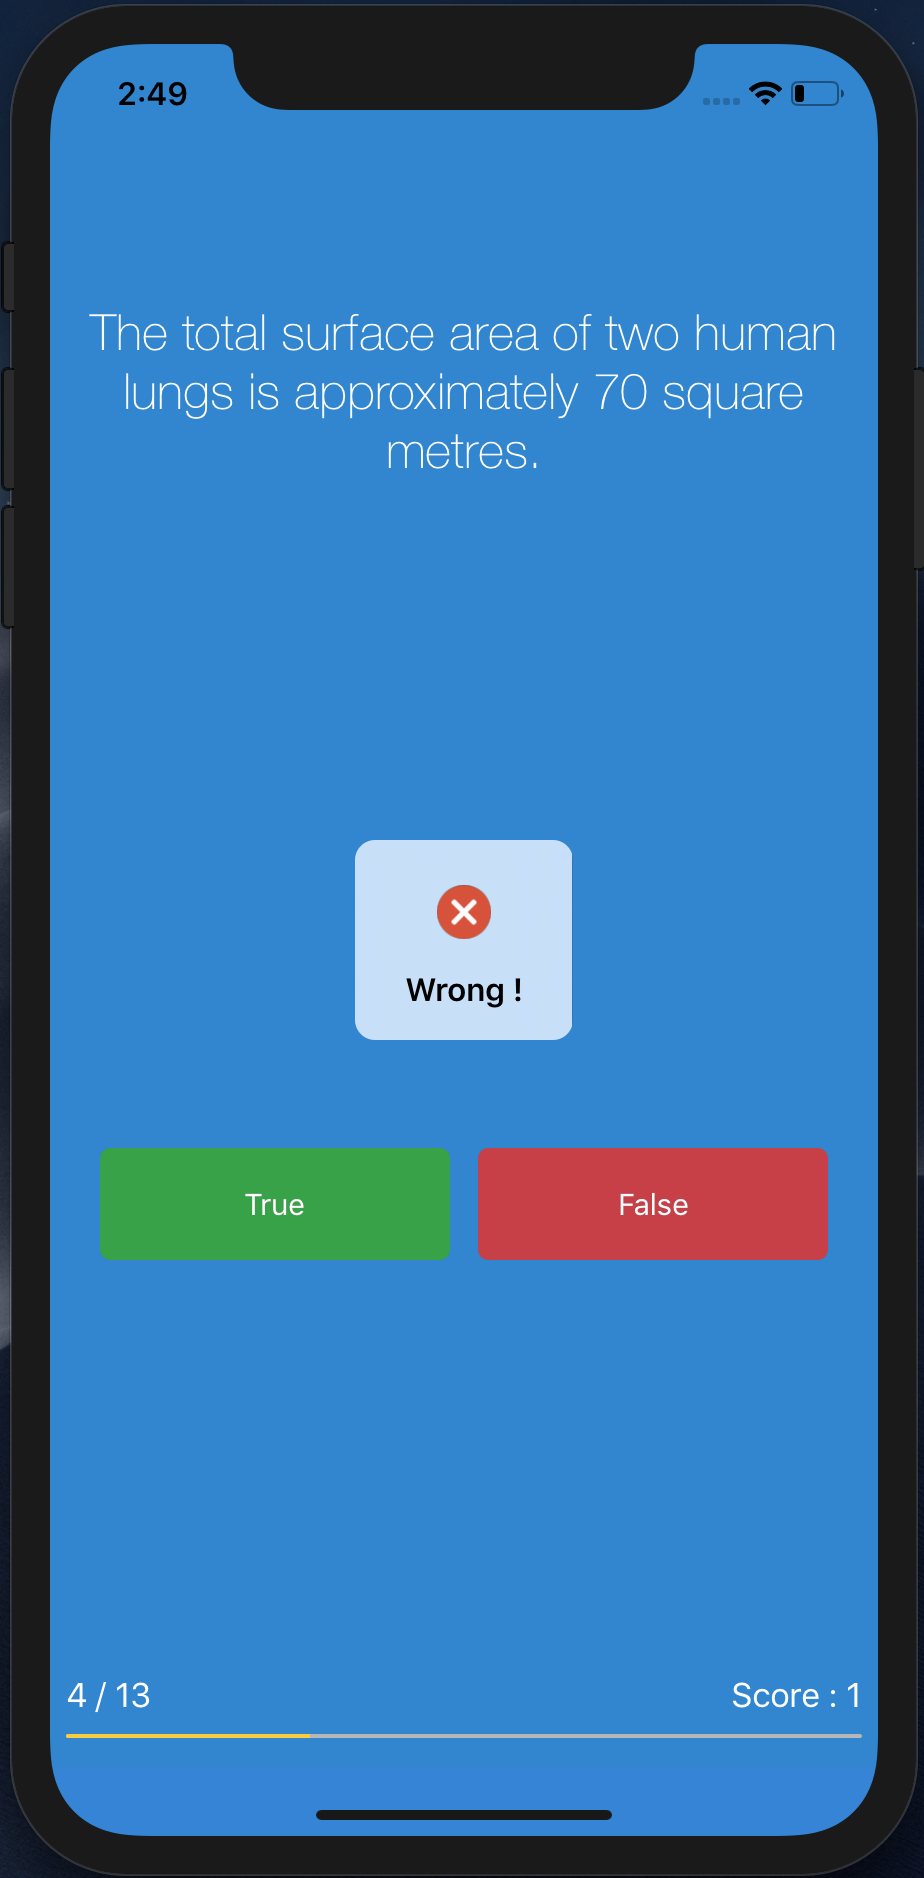 2:49
The total surface area of two human
lungs is approximately 70 square
metres.
Wrong !
True
False
4 / 13
Score : 1